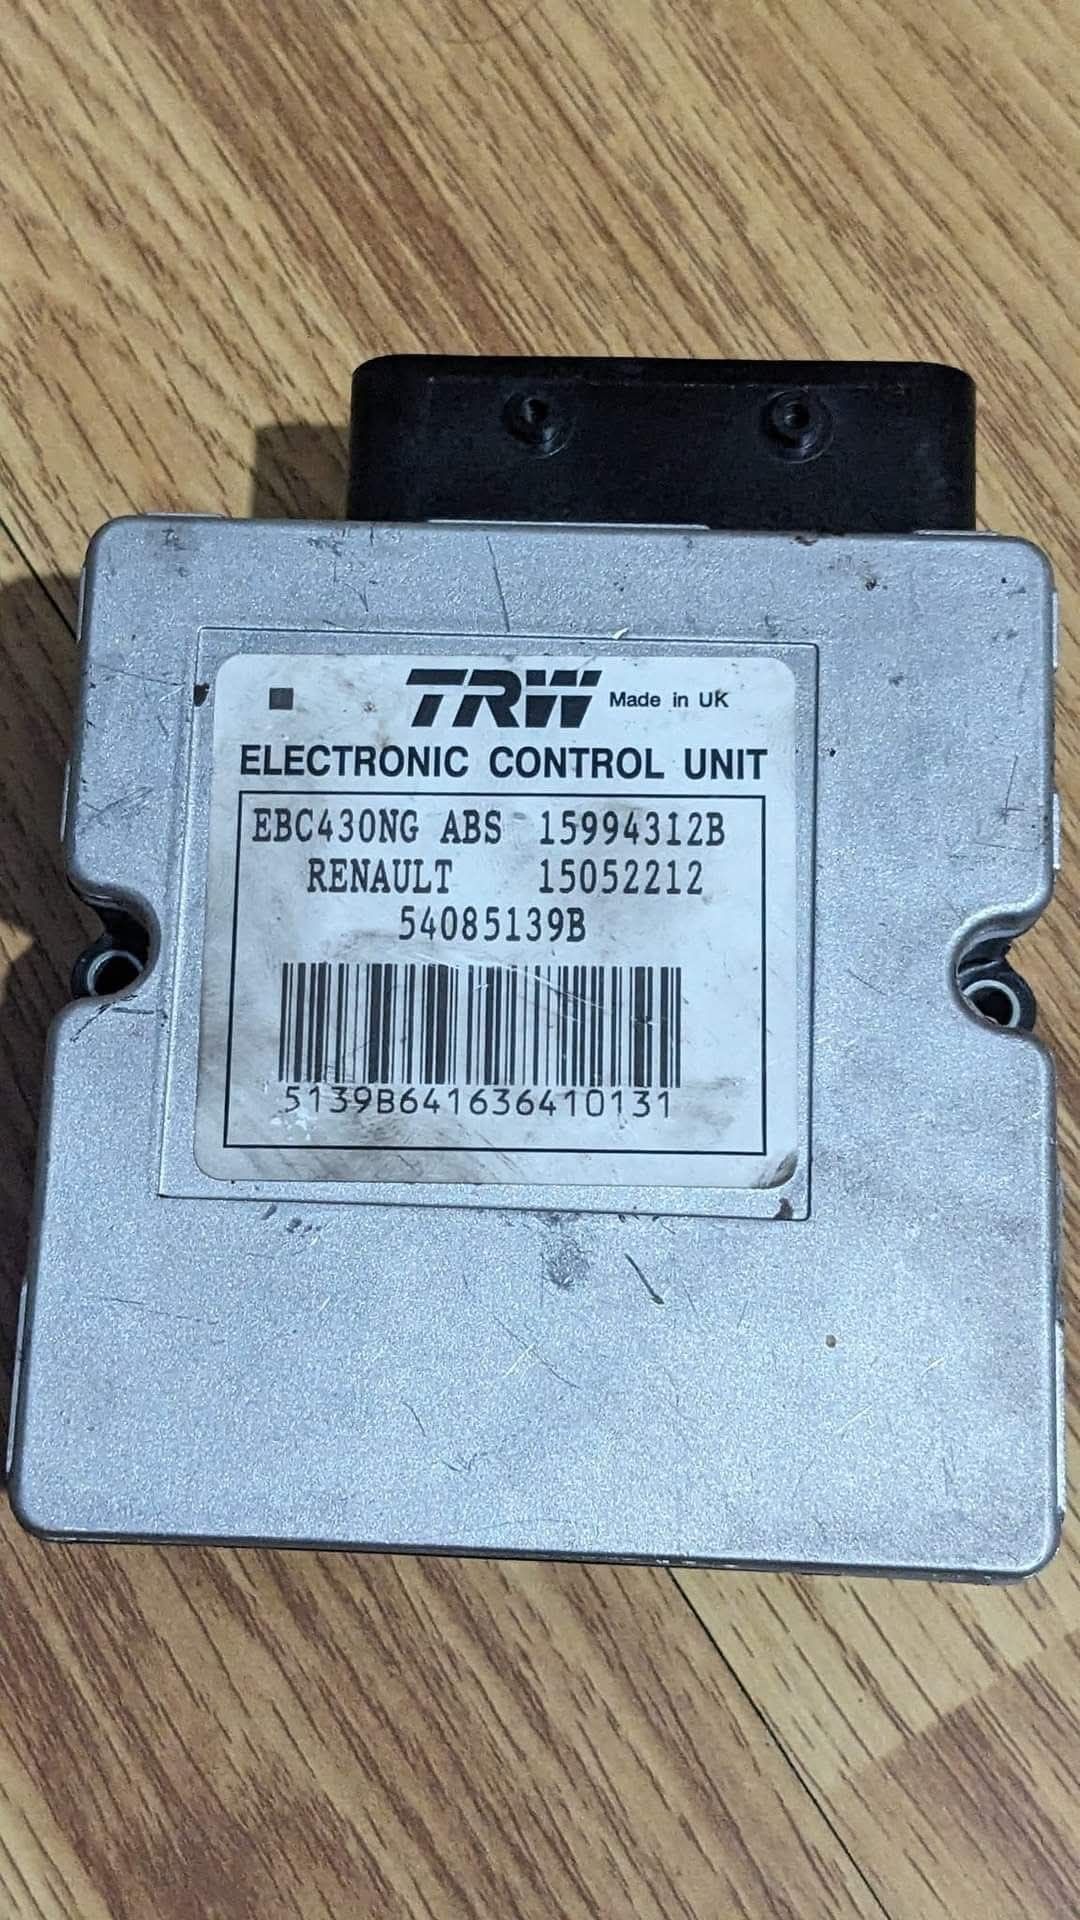 TRW Made in UK
ELECTRONIC CONTROL UNIT
EBC430NG ABS 15994312B
RENAULT 15052212
54085139B
5139B641636410131